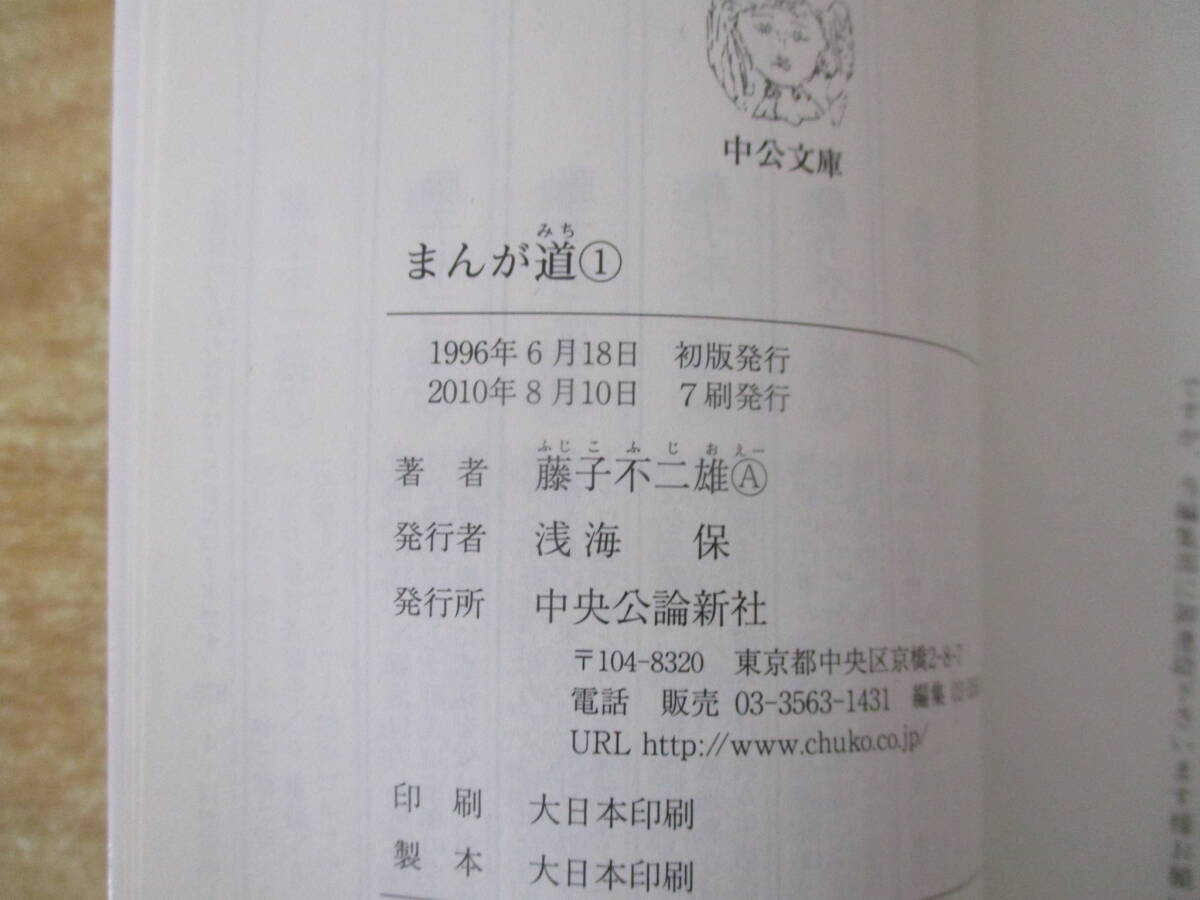 中公文庫
みち
まんが道①
1996年6月18日 初版発行
2010年8月10日 7刷発行
ふじ こ ふ じ おえー
著 者 藤子不二雄Ⓐ
発行者 浅海 保
発行所 中央公論新社
〒104-8320 東京都中央区京橋2-8-7
電話 販売 03-3563-1431 編集
URL http://www.chuko.co.jp/
印 刷 大日本印刷
製 本 大日本印刷